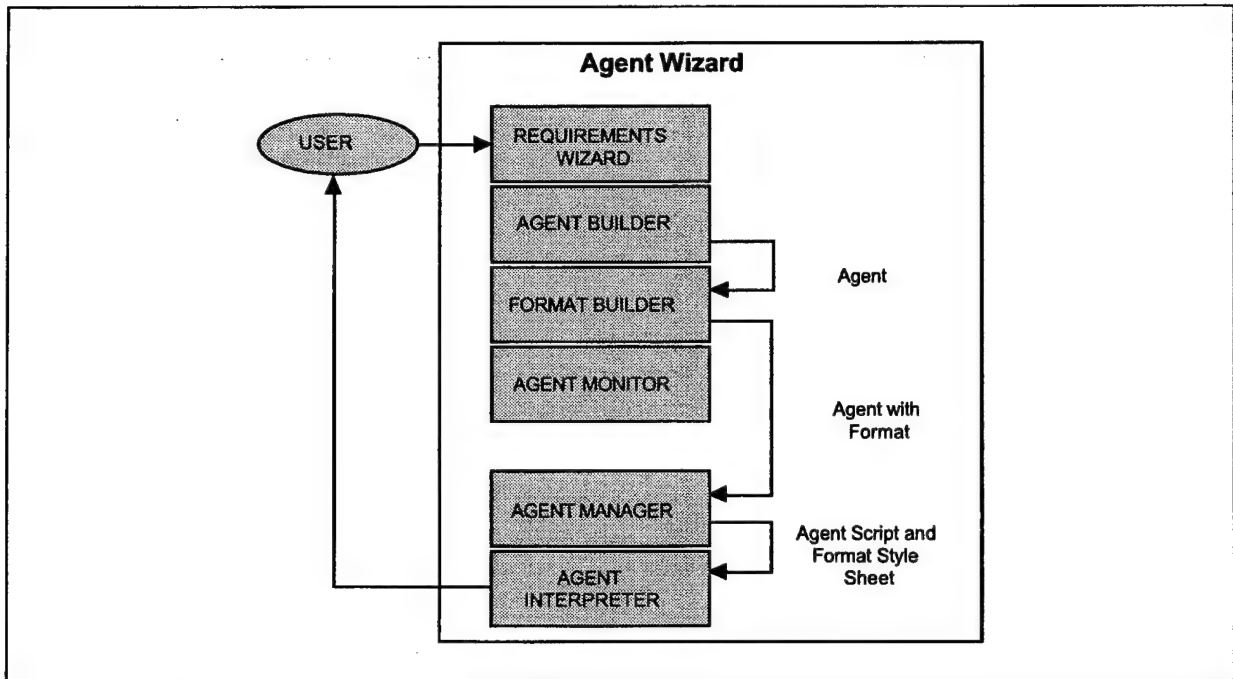 Agent Wizard
USER
REQUIREMENTS
WIZARD
AGENT BUILDER
Agent
FORMAT BUILDER
AGENT MONITOR
Agent with
Format
AGENT MANAGER
Agent Script and
Format Style
Sheet
AGENT
INTERPRETER